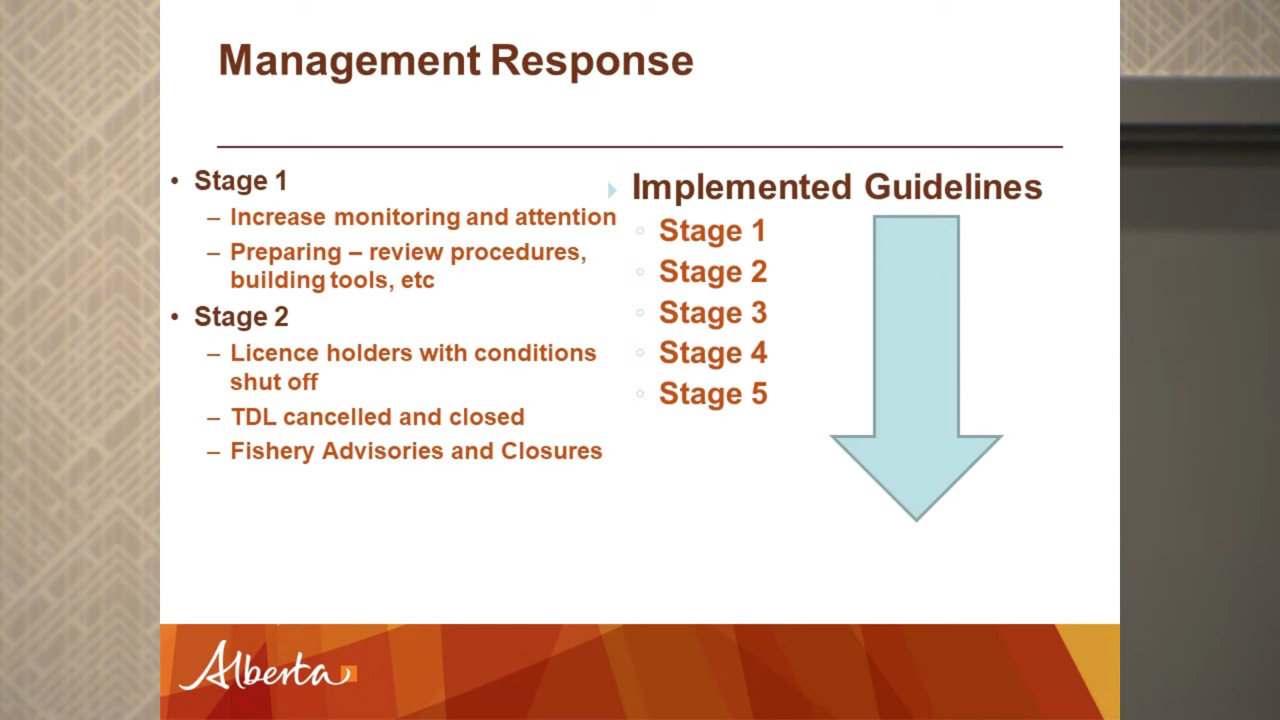 Management Response
• Stage 1
– Increase monitoring and attention
– Preparing – review procedures,
building tools, etc
• Stage 2
– Licence holders with conditions
shut off
– TDL cancelled and closed
– Fishery Advisories and Closures
Implemented Guidelines
Stage 1
Stage 2
Stage 3
Stage 4
Stage 5
Alberta